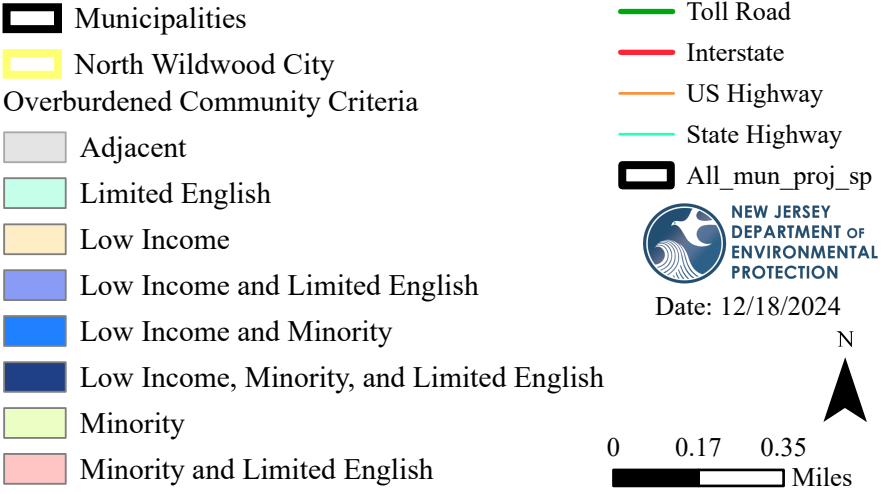 Municipalities
North Wildwood City
Overburdened Community Criteria
Adjacent
Limited English
Low Income
Low Income and Limited English
Low Income and Minority
Low Income, Minority, and Limited English
Minority
Minority and Limited English
Toll Road
Interstate
US Highway
State Highway
All_mun_proj_sp
NEW JERSEY
DEPARTMENT OF
ENVIRONMENTAL
PROTECTION
Date: 12/18/2024
N
0 0.17 0.35
Miles